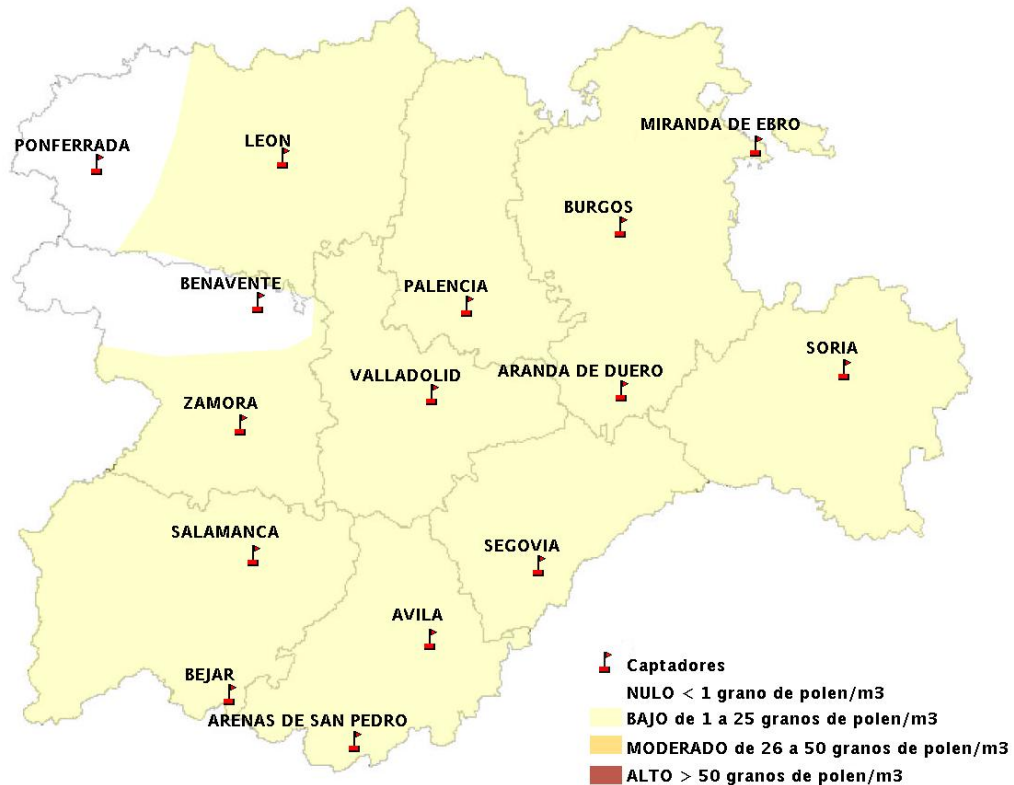 MIRANDA DE EBRO
PONFERRADA
LEON
BURGOS
BENAVENTE
PALENCIA
SORIA
VALLADOLID
ARANDA DE DUERO
ZAMORA
SALAMANCA
SEGOVIA
AVILA
BEJAR
ARENAS DE SAN PEDRO
Captadores
NULO < 1 grano de polen/m3
BAJO de 1 a 25 granos de polen/m3
MODERADO de 26 a 50 granos de polen/m3
ALTO > 50 granos de polen/m3